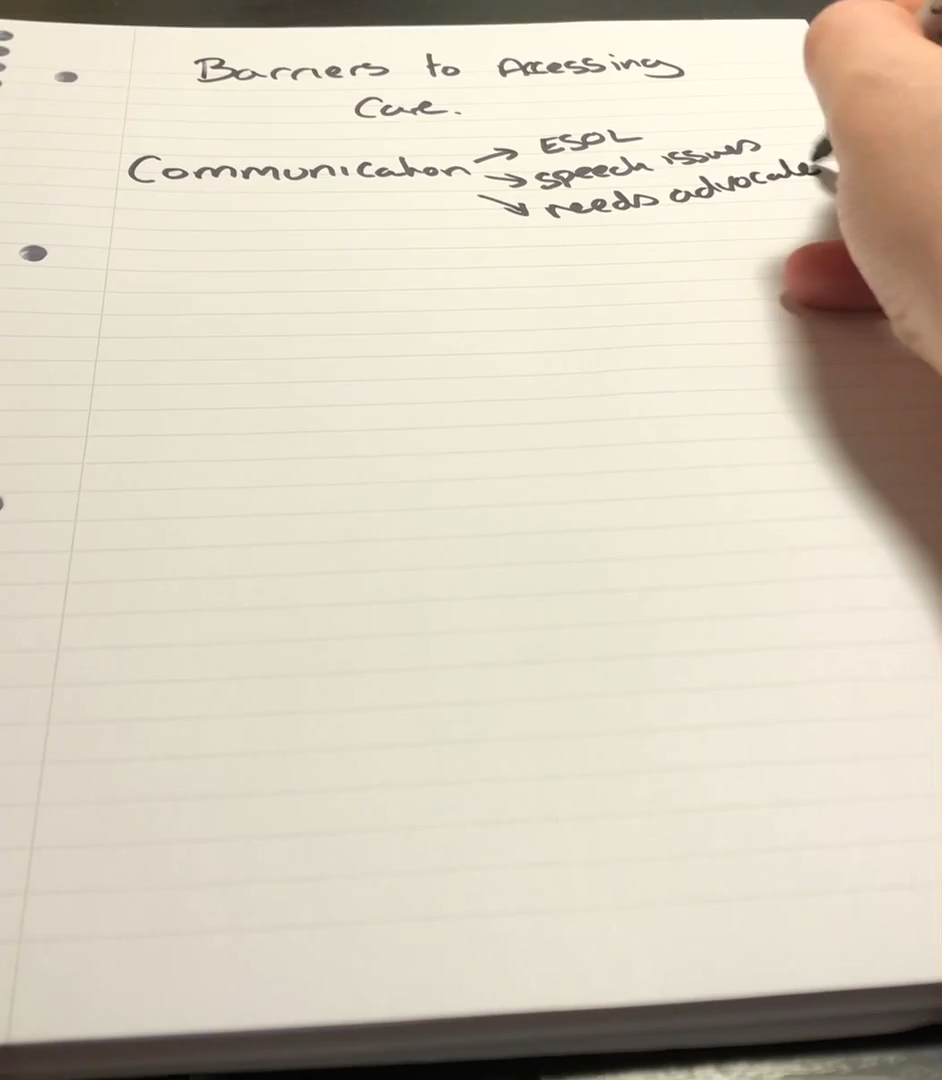 Barriers to Accessing
Care.
Communication → ESOL
→ speech issues
↘ needs advocate